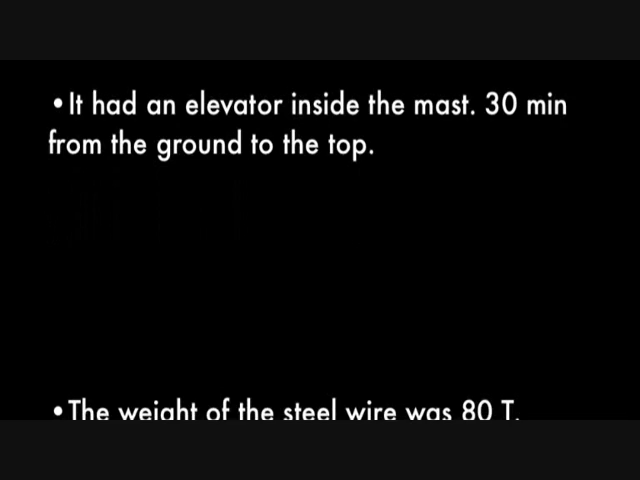 •It had an elevator inside the mast. 30 min
from the ground to the top.
•The weight of the steel wire was 80 T.